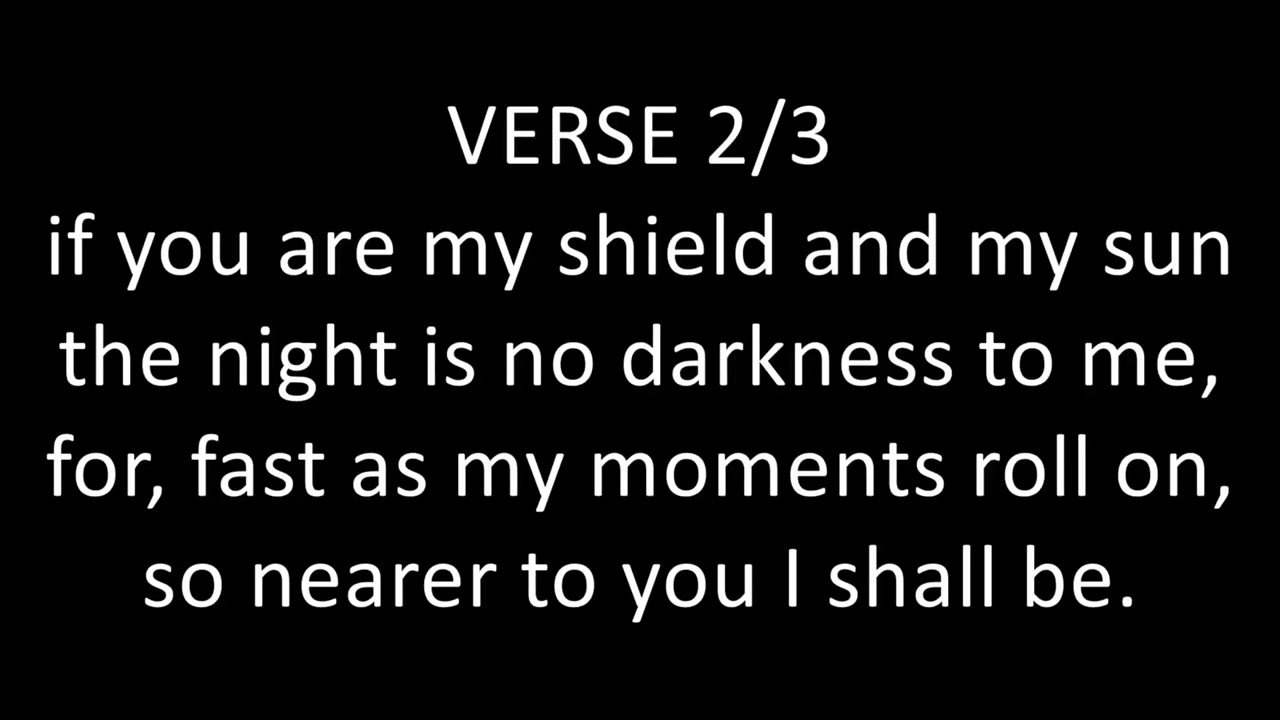 VERSE 2/3
if you are my shield and my sun
the night is no darkness to me,
for, fast as my moments roll on,
so nearer to you I shall be.